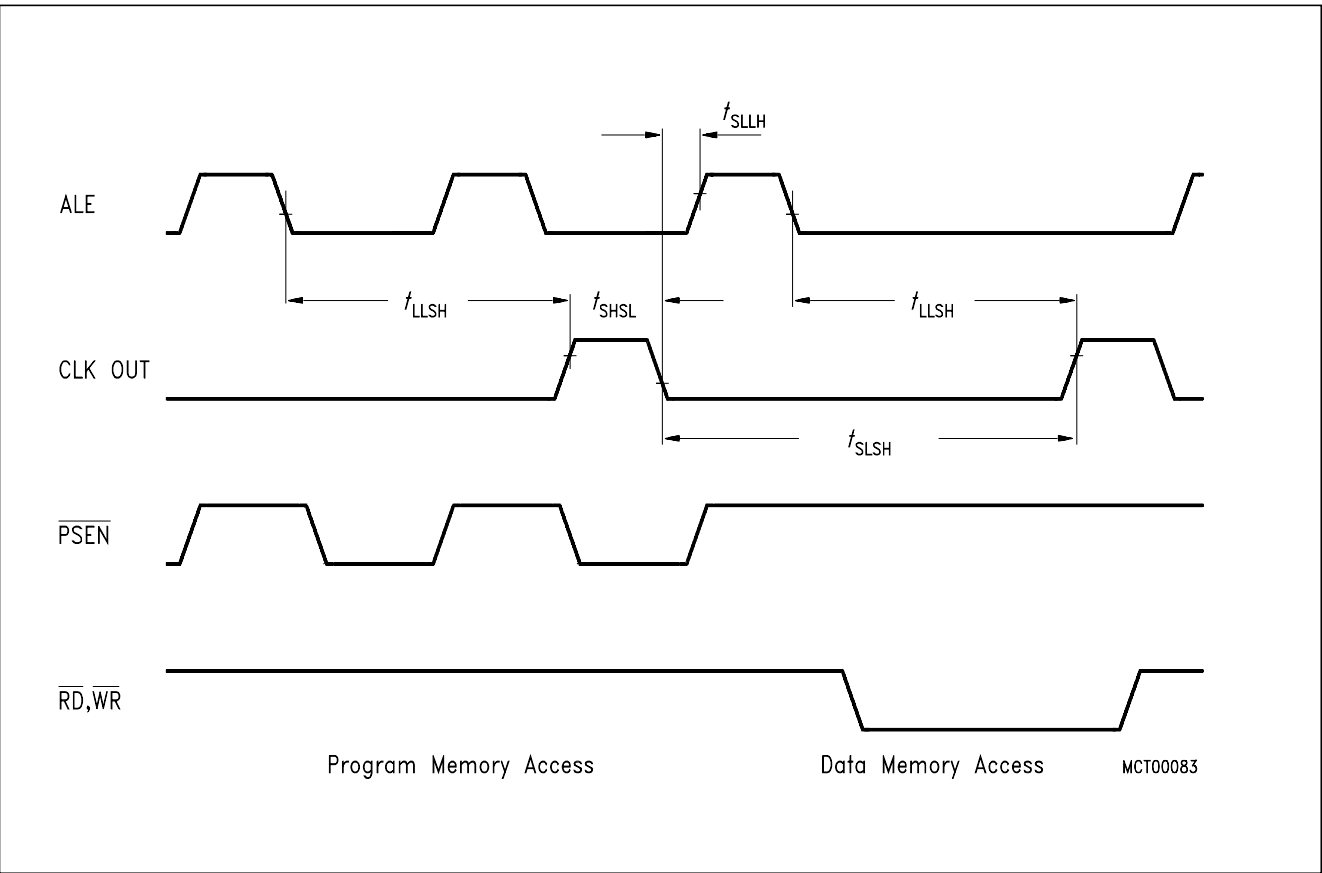 tSLLH
ALE
tLLSH
tSHSL
tLLSH
CLK OUT
tSLSH
PSEN
RD,WR
Program Memory Access
Data Memory Access
MCT00083